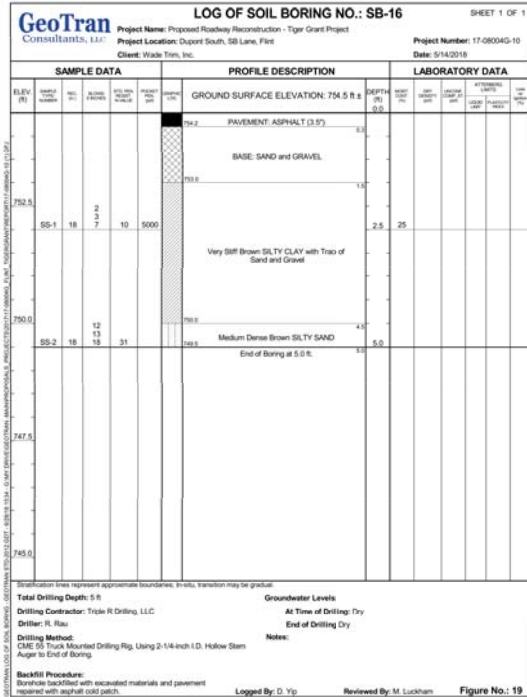 GeoTran
Consultants, LLC
LOG OF SOIL BORING NO.: SB-16
SHEET 1 OF 1
Project Name: Proposed Roadway Reconstruction - Tiger Grant Project
Project Location: Dupont South, SB Lane, Flint
Client: Wade Trim, Inc.
Project Number: 17-08004G-10
Date: 5/14/2018
SAMPLE DATA
PROFILE DESCRIPTION
LABORATORY DATA
ELEV. (ft)
GROUND SURFACE ELEVATION: 754.5 ft ±
DEPTH (ft)
0.0
754.2
PAVEMENT: ASPHALT (3.5")
0.3
BASE: SAND and GRAVEL
753.0
1.5
752.5
SS-1 18 2 3 7 10 5000
2.5
25
Very Stiff Brown SILTY CLAY with Trac of
Sand and Gravel
750.0
750.0
4.5
SS-2 18 12 13 18 31
Medium Dense Brown SILTY SAND
749.5
5.0
5.0
End of Boring at 5.0 ft.
747.5
745.0
Stratification lines represent approximate boundaries; in-situ, transition may be gradual.
Total Drilling Depth: 5 ft
Drilling Contractor: Triple R Drilling, LLC
Driller: R. Rau
Drilling Method:
CME 55 Truck Mounted Drilling Rig, Using 2-1/4-inch I.D. Hollow Stem
Auger to End of Boring.
Backfill Procedure:
Borehole backfilled with excavated materials and pavement
repaired with asphalt cold patch.
Groundwater Levels:
At Time of Drilling: Dry
End of Drilling Dry
Notes:
Logged By: D. Yip
Reviewed By: M. Luckham
Figure No.: 19